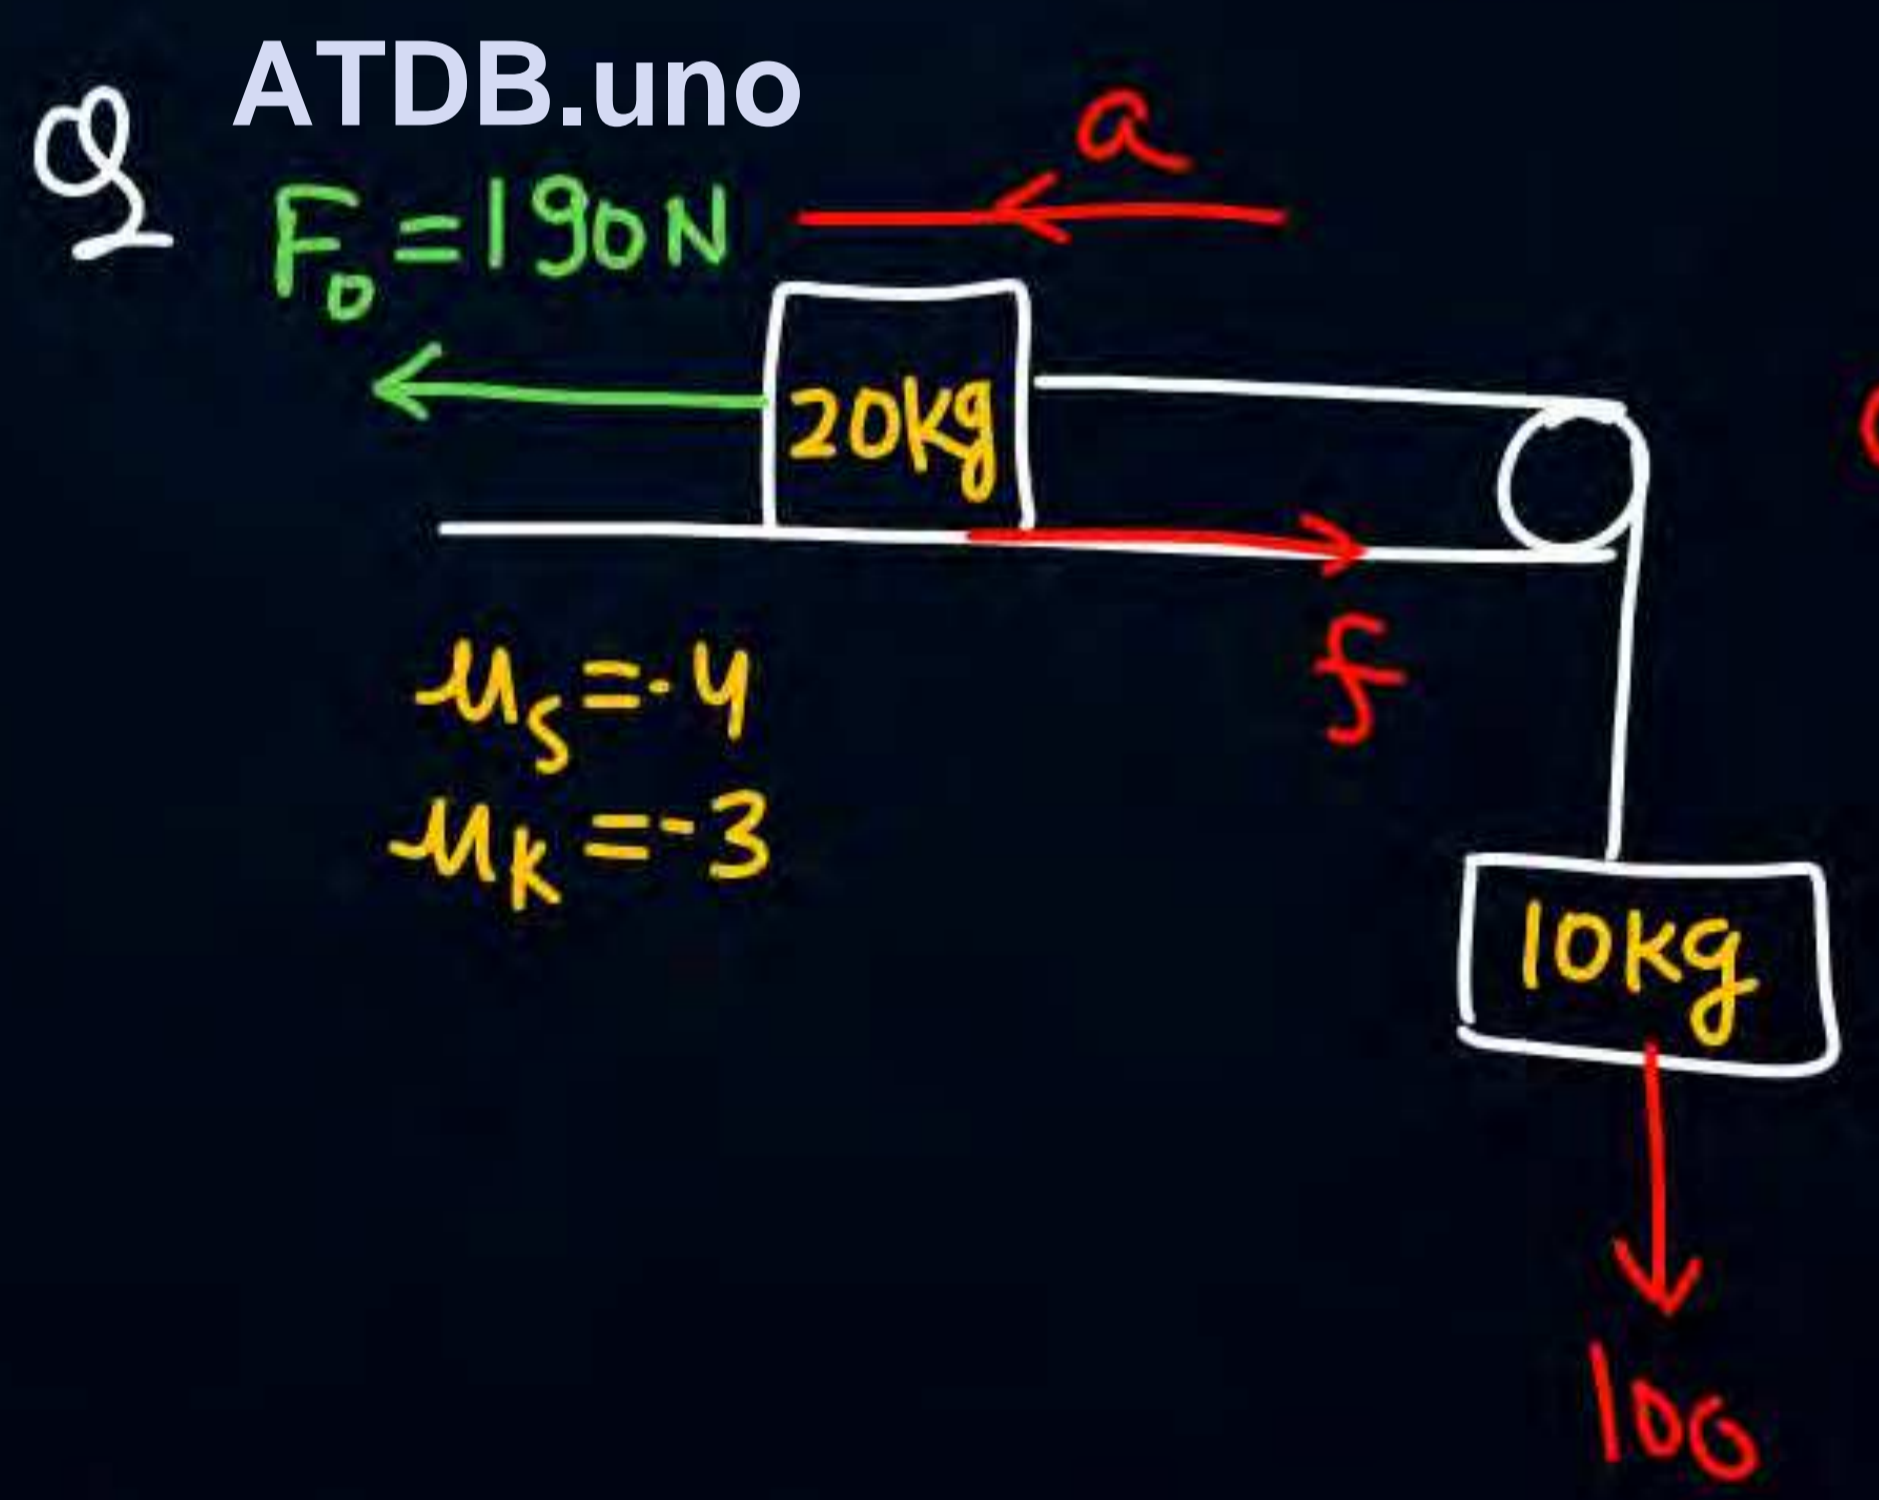 Q
ATDB.uno
a
F₀=190N
20kg
f
μs=.4
μK=.3
10kg
100